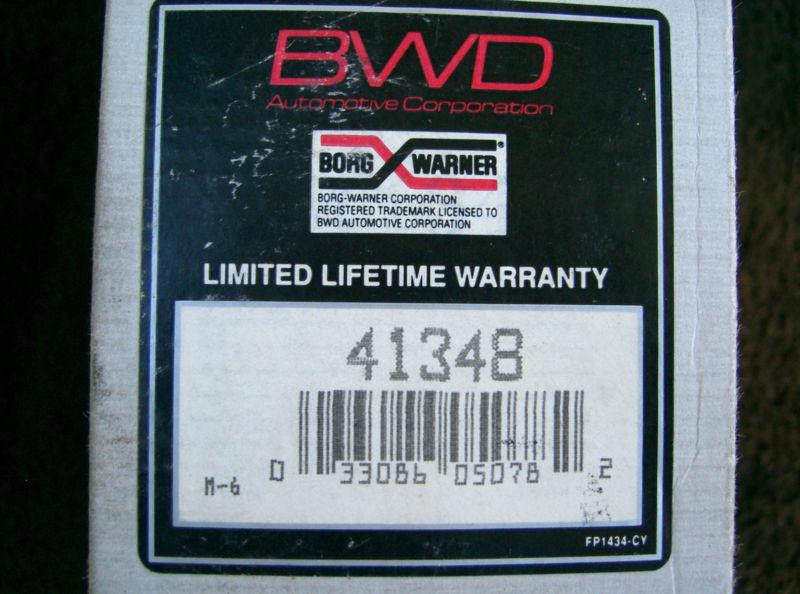 BWD
Automotive Corporation
BORG WARNER®
BORG-WARNER CORPORATION
REGISTERED TRADEMARK LICENSED TO
BWD AUTOMOTIVE CORPORATION
LIMITED LIFETIME WARRANTY
41348
M-6 0 33086 05078 2
FP1434-CY